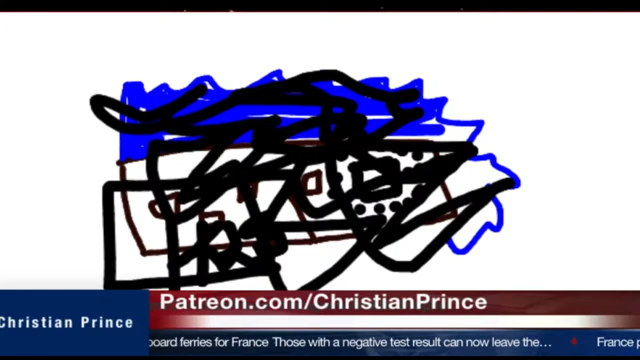 Patreon.com/ChristianPrince
Christian Prince
board ferries for France Those with a negative test result can now leave the... France p